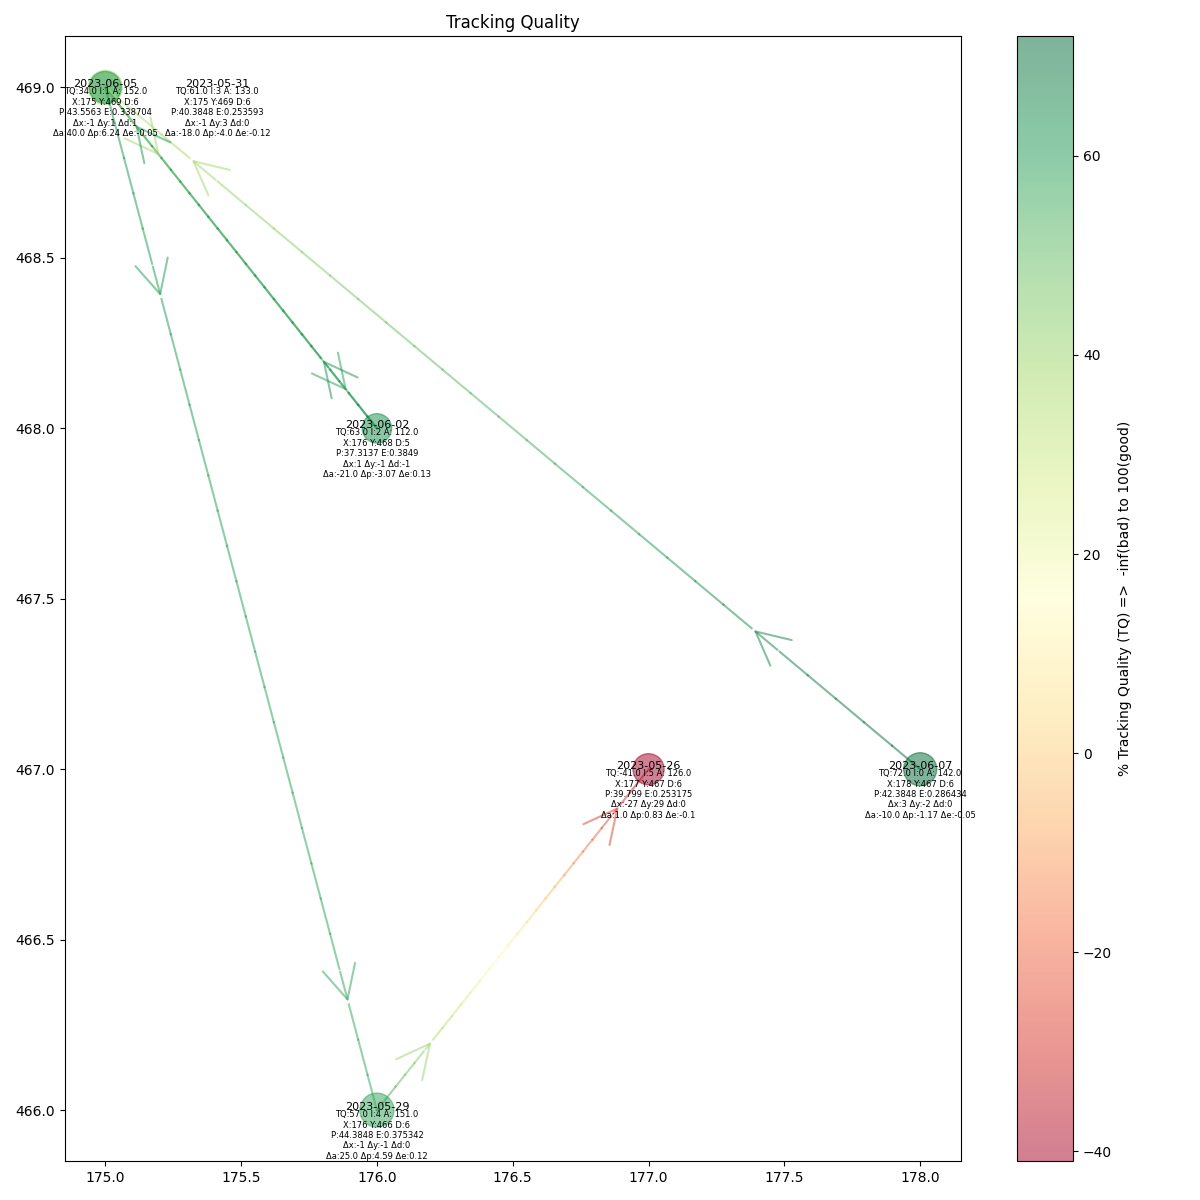 Tracking Quality
469.0
468.5
468.0
467.5
467.0
466.5
466.0
2023-06-05
TQ:34.0 I:1 A: 152.0
X:175 Y:469 D:6
P:43.5563 E:0.338704
Δx:-1 Δy:1 Δd:1
Δa:40.0 Δp:6.24 Δe:-0.05
2023-05-31
TQ:61.0 I:3 A: 133.0
X:175 Y:469 D:6
P:40.3848 E:0.253593
Δx:-1 Δy:3 Δd:0
Δa:-18.0 Δp:-4.0 Δe:-0.12
2023-06-02
TQ:63.0 I:2 A: 112.0
X:176 Y:468 D:5
P:37.3137 E:0.3849
Δx:1 Δy:-1 Δd:-1
Δa:-21.0 Δp:-3.07 Δe:0.13
2023-05-26
TQ:-41.0 I:5 A: 126.0
X:177 Y:467 D:6
P:39.799 E:0.253175
Δx:-27 Δy:29 Δd:0
Δa:1.0 Δp:0.83 Δe:-0.1
2023-06-07
TQ:72.0 I:0 A: 142.0
X:178 Y:467 D:6
P:42.3848 E:0.286434
Δx:3 Δy:-2 Δd:0
Δa:-10.0 Δp:-1.17 Δe:-0.05
2023-05-29
TQ:57.0 I:4 A: 151.0
X:176 Y:466 D:6
P:44.3848 E:0.375342
Δx:-1 Δy:-1 Δd:0
Δa:25.0 Δp:4.59 Δe:0.12
175.0
175.5
176.0
176.5
177.0
177.5
178.0
60
40
20
0
−20
−40
% Tracking Quality (TQ) => -inf(bad) to 100(good)